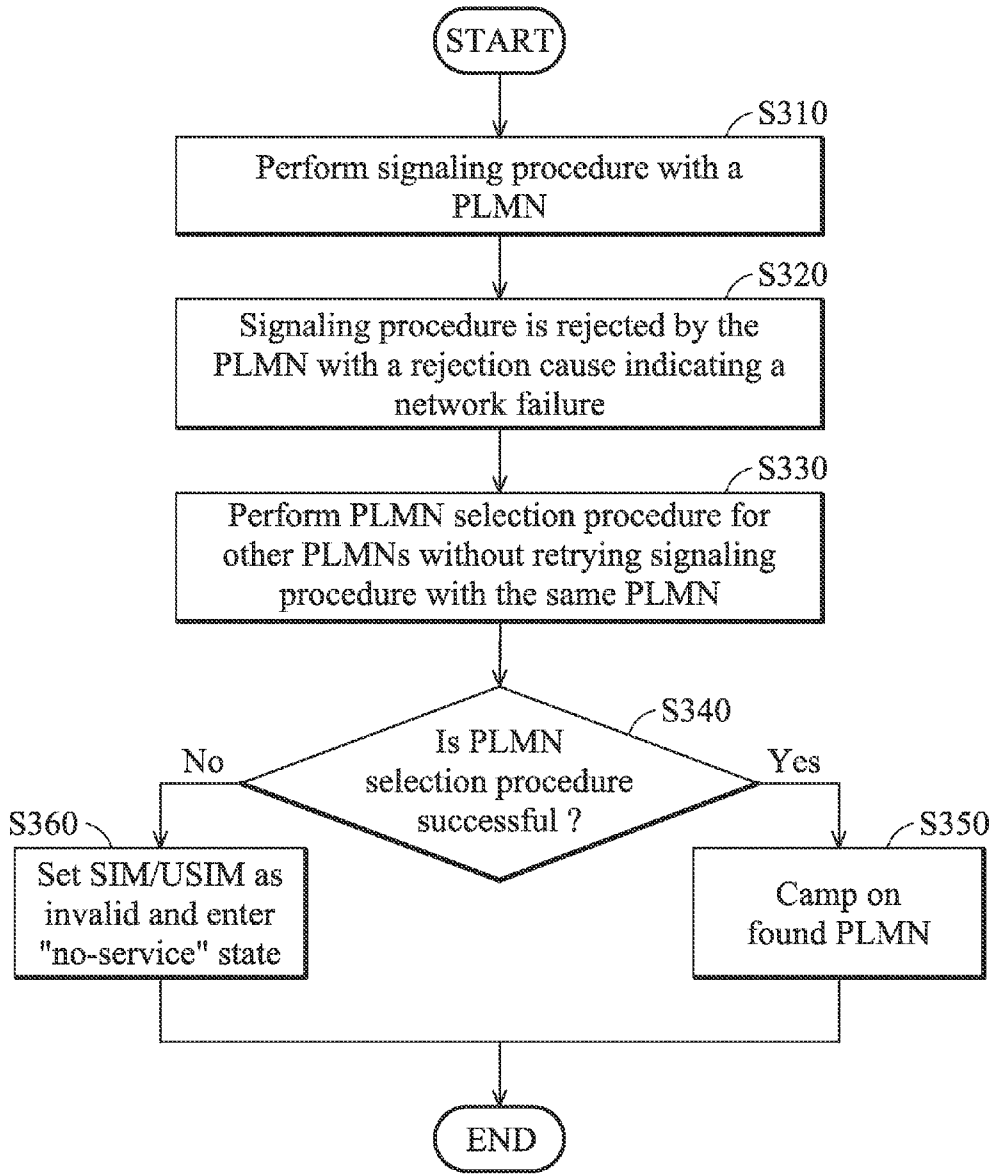 START
S310
Perform signaling procedure with a
PLMN
S320
Signaling procedure is rejected by the
PLMN with a rejection cause indicating a
network failure
S330
Perform PLMN selection procedure for
other PLMNs without retrying signaling
procedure with the same PLMN
S340
Is PLMN
selection procedure
successful ?
No
Yes
S360
Set SIM/USIM as
invalid and enter
"no-service" state
S350
Camp on
found PLMN
END